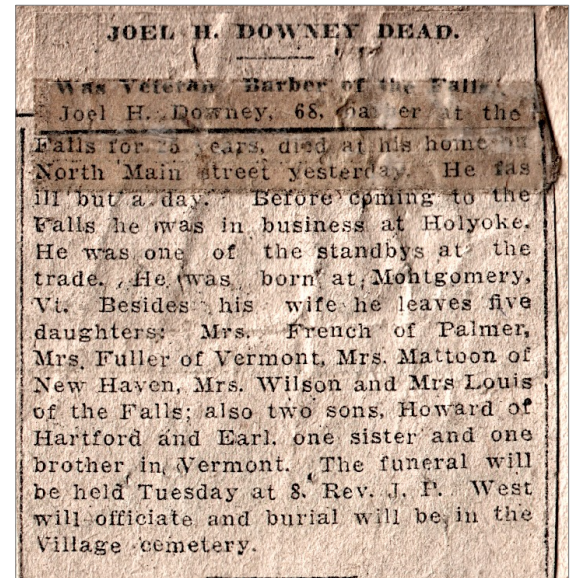 JOEL H. DOWNEY DEAD.
Was Veteran Barber of the Falls.
Joel H. Downey, 68, barber at the
Falls for years, died at his home on
North Main street yesterday. He fas
ill but a day. Before coming to the
Falls he was in business at Holyoke.
He was one of the standbys at the
trade. He was born at Montgomery,
Vt. Besides his wife he leaves five
daughters: Mrs. French of Palmer,
Mrs. Fuller of Vermont, Mrs. Mattoon of
New Haven, Mrs. Wilson and Mrs Louis
of the Falls; also two sons, Howard of
Hartford and Earl. one sister and one
brother in Vermont. The funeral will
be held Tuesday at 8. Rev. J. P. West
will officiate and burial will be in the
Village cemetery.